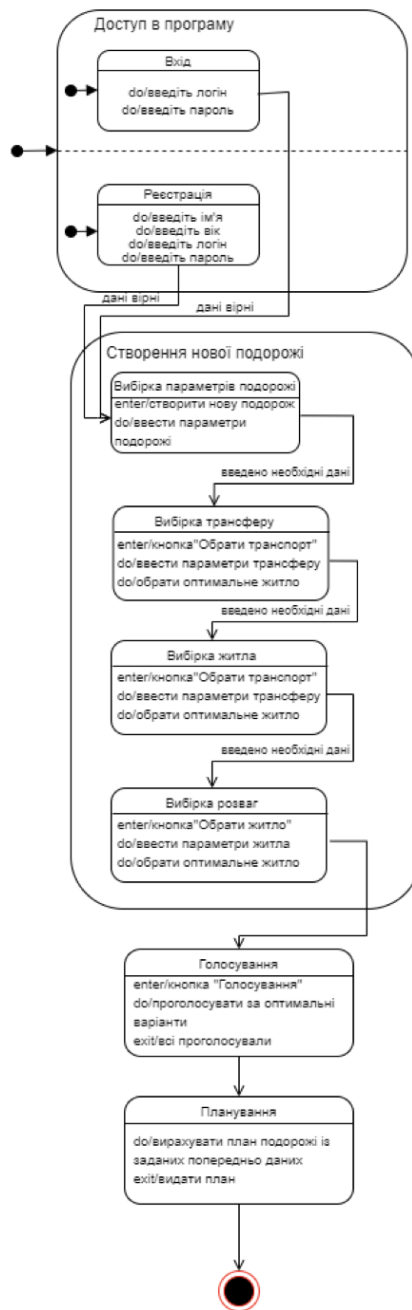 Доступ в програму
Вхід
do/введіть логін
do/введіть пароль
Реєстрація
do/введіть ім'я
do/введіть вік
do/введіть логін
do/введіть пароль
дані вірні
дані вірні
Створення нової подорожі
Вибірка параметрів подорожі
enter/створити нову подорож
do/ввести параметри
подорожі
введено необхідні дані
Вибірка трансферу
enter/кнопка"Обрати транспорт"
do/ввести параметри трансферу
do/обрати оптимальне житло
введено необхідні дані
Вибірка житла
enter/кнопка"Обрати транспорт"
do/ввести параметри трансферу
do/обрати оптимальне житло
введено необхідні дані
Вибірка розваг
enter/кнопка"Обрати житло"
do/ввести параметри житла
do/обрати оптимальне житло
Голосування
enter/кнопка "Голосування"
do/проголосувати за оптимальні
варіанти
exit/всі проголосували
Планування
do/вирахувати план подорожі із
заданих попередньо даних
exit/видати план